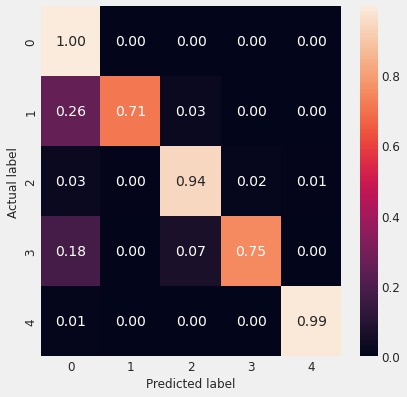 0 1.00 0.00 0.00 0.00 0.00
1 0.26 0.71 0.03 0.00 0.00
2 0.03 0.00 0.94 0.02 0.01
3 0.18 0.00 0.07 0.75 0.00
4 0.01 0.00 0.00 0.00 0.99
0 1 2 3 4
Actual label
Predicted label
0.8
0.6
0.4
0.2
0.0